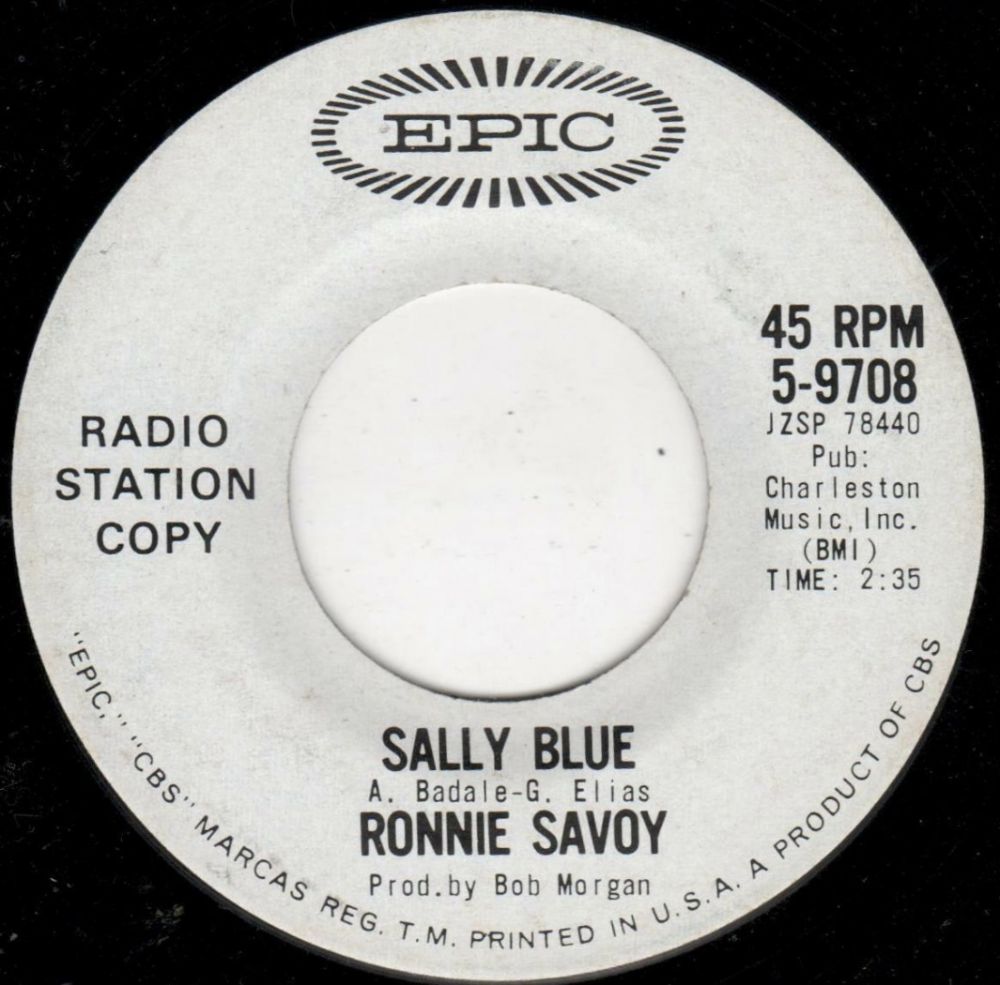 EPIC
45 RPM
5-9708
JZSP 78440
Pub:
Charleston
Music, Inc.
(BMI)
TIME: 2:35
RADIO
STATION
COPY
SALLY BLUE
A. Badale-G. Elias
RONNIE SAVOY
Prod.by Bob Morgan
"EPIC," "CBS" MARCAS REG. T.M. PRINTED IN U.S.A. A PRODUCT OF CBS